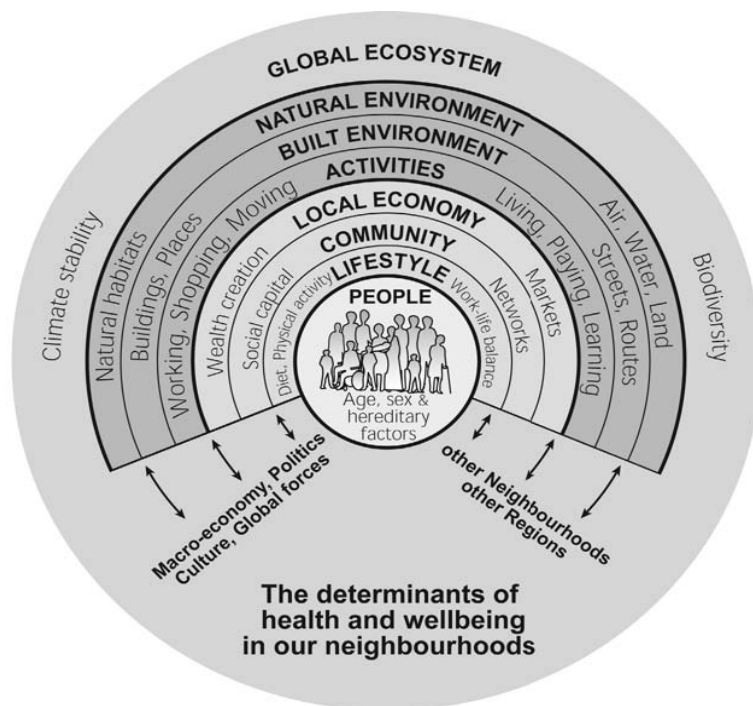 GLOBAL ECOSYSTEM
NATURAL ENVIRONMENT
BUILT ENVIRONMENT
ACTIVITIES
LOCAL ECONOMY
COMMUNITY
LIFESTYLE
PEOPLE
Age, sex &
hereditary
factors
Climate stability
Natural habitats
Buildings, Places
Working, Shopping, Moving
Wealth creation
Social capital
Diet, Physical activity
Work-life balance
Networks
Markets
Living, Playing, Learning
Streets, Routes
Air, Water, Land
Biodiversity
Macro-economy, Politics
Culture, Global forces
other Neighbourhoods
other Regions
The determinants of
health and wellbeing
in our neighbourhoods